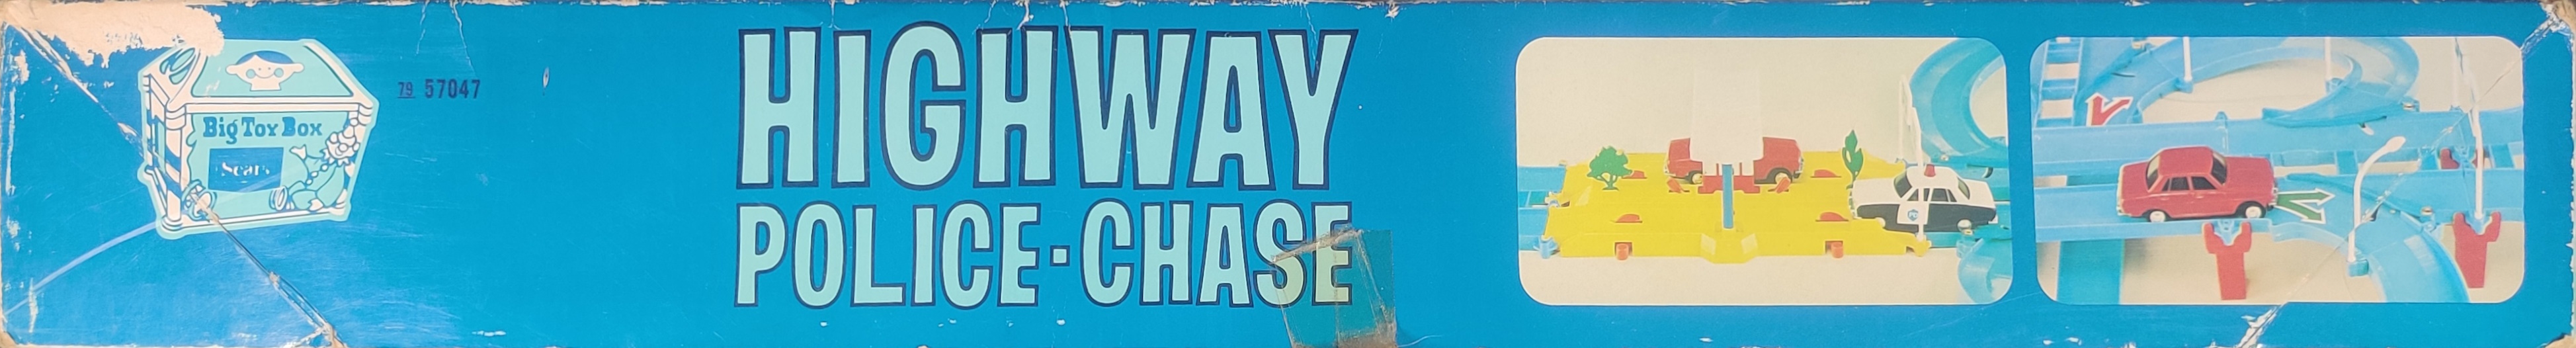 79 57047
Big Toy Box
Sears
HIGHWAY
POLICE·CHASE